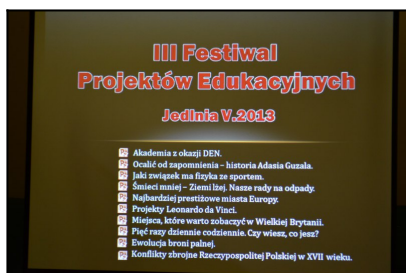 III Festiwal
Projektów Edukacyjnych
Jedlnia V.2013
Akademia z okazji DEN.
Ocalić od zapomnienia - historia Adasia Guzala.
Jaki związek ma fizyka ze sportem.
Śmieci mniej – Ziemi lżej. Nasze rady na odpady.
Najbardziej prestiżowe miasta Europy.
Projekty Leonardo da Vinci.
Miejsca, które warto zobaczyć w Wielkiej Brytanii.
Pięć razy dziennie codziennie. Czy wiesz, co jesz?
Ewolucja broni palnej.
Konflikty zbrojne Rzeczypospolitej Polskiej w XVII wieku.